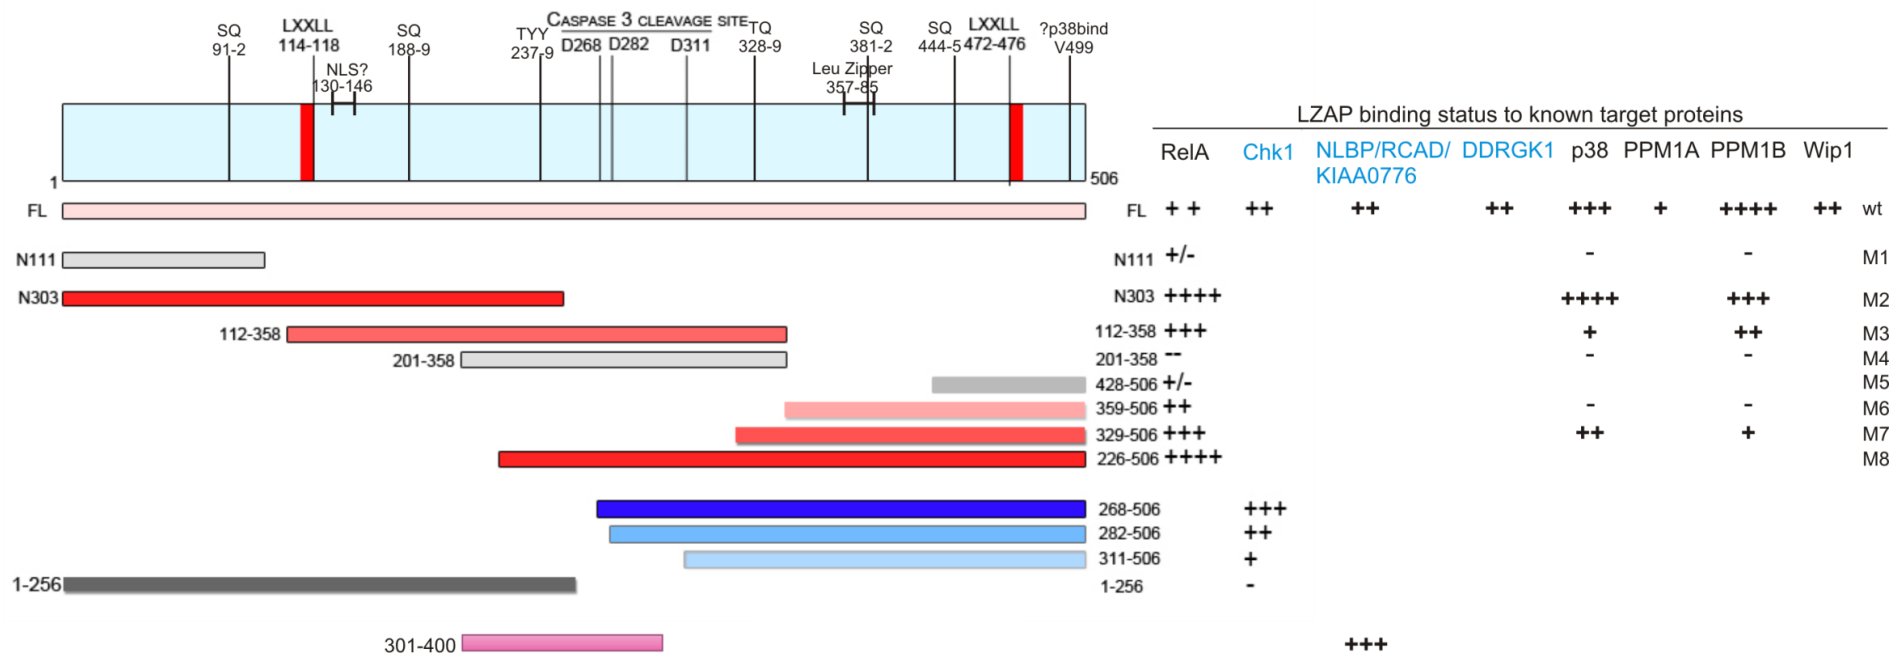 CASPASE 3 CLEAVAGE SITE
SQ
91-2
LXXLL
114-118
NLS?
130-146
SQ
188-9
TYY
237-9
D268
D282
D311
TQ
328-9
Leu Zipper
357-85
SQ
381-2
SQ
444-5
LXXLL
472-476
?p38bind
V499
1
506
LZAP binding status to known target proteins
RelA Chk1 NLBP/RCAD/ DDRGK1 p38 PPM1A PPM1B Wip1
KIAA0776
FL FL + + ++ ++ ++ +++ + ++++ ++ wt
N111 N111 +/- - - M1
N303 N303 ++++ ++++ +++ M2
112-358 112-358 +++ + ++ M3
201-358 201-358 -- - - M4
428-506 +/- M5
359-506 ++ - - M6
329-506 +++ ++ + M7
226-506 ++++ M8
268-506 +++
282-506 ++
311-506 +
1-256 1-256 -
301-400 +++